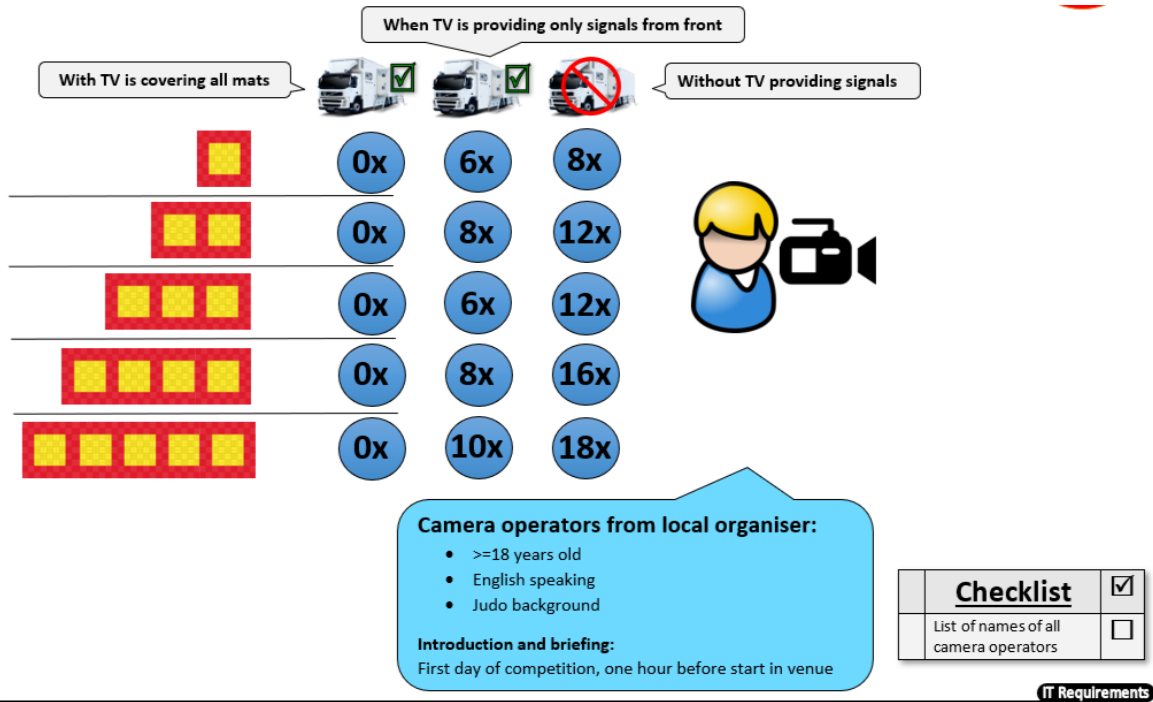 When TV is providing only signals from front
With TV is covering all mats
Without TV providing signals
0x 6x 8x
0x 8x 12x
0x 6x 12x
0x 8x 16x
0x 10x 18x
Camera operators from local organiser:
• >=18 years old
• English speaking
• Judo background
Introduction and briefing:
First day of competition, one hour before start in venue
Checklist ☑
List of names of all ☐
camera operators
IT Requirements